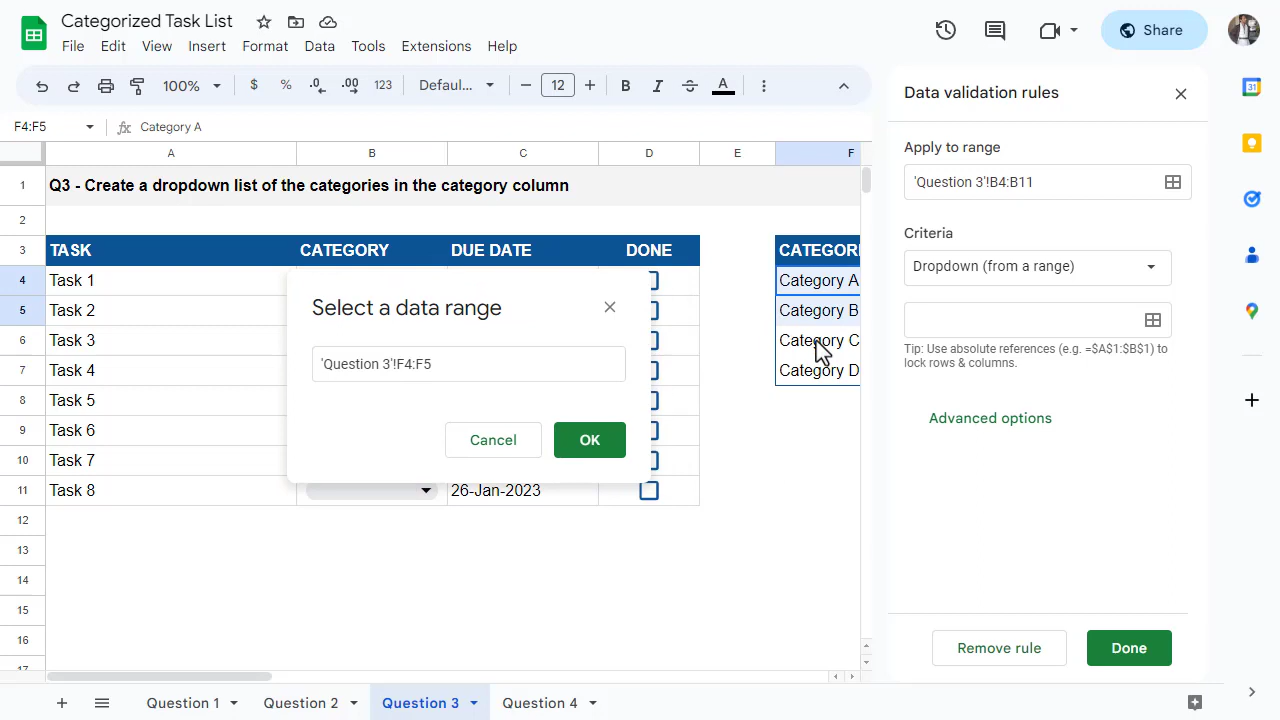 Categorized Task List
File Edit View Insert Format Data Tools Extensions Help
Share
100% $ % .0 .00 123 Defaul... 12 B I S A
F4:F5 fx Category A
A B C D E F
1 Q3 - Create a dropdown list of the categories in the category column
2
3 TASK CATEGORY DUE DATE DONE CATEGOR
4 Task 1 Category A
5 Task 2 Category B
6 Task 3 Category C
7 Task 4 Category D
8 Task 5
9 Task 6
10 Task 7
11 Task 8 26-Jan-2023
12
13
14
15
16
17
Select a data range
'Question 3'!F4:F5
Cancel OK
Data validation rules
Apply to range
'Question 3'!B4:B11
Criteria
Dropdown (from a range)
Tip: Use absolute references (e.g. =$A$1:$B$1) to
lock rows & columns.
Advanced options
Remove rule Done
31
Question 1 Question 2 Question 3 Question 4